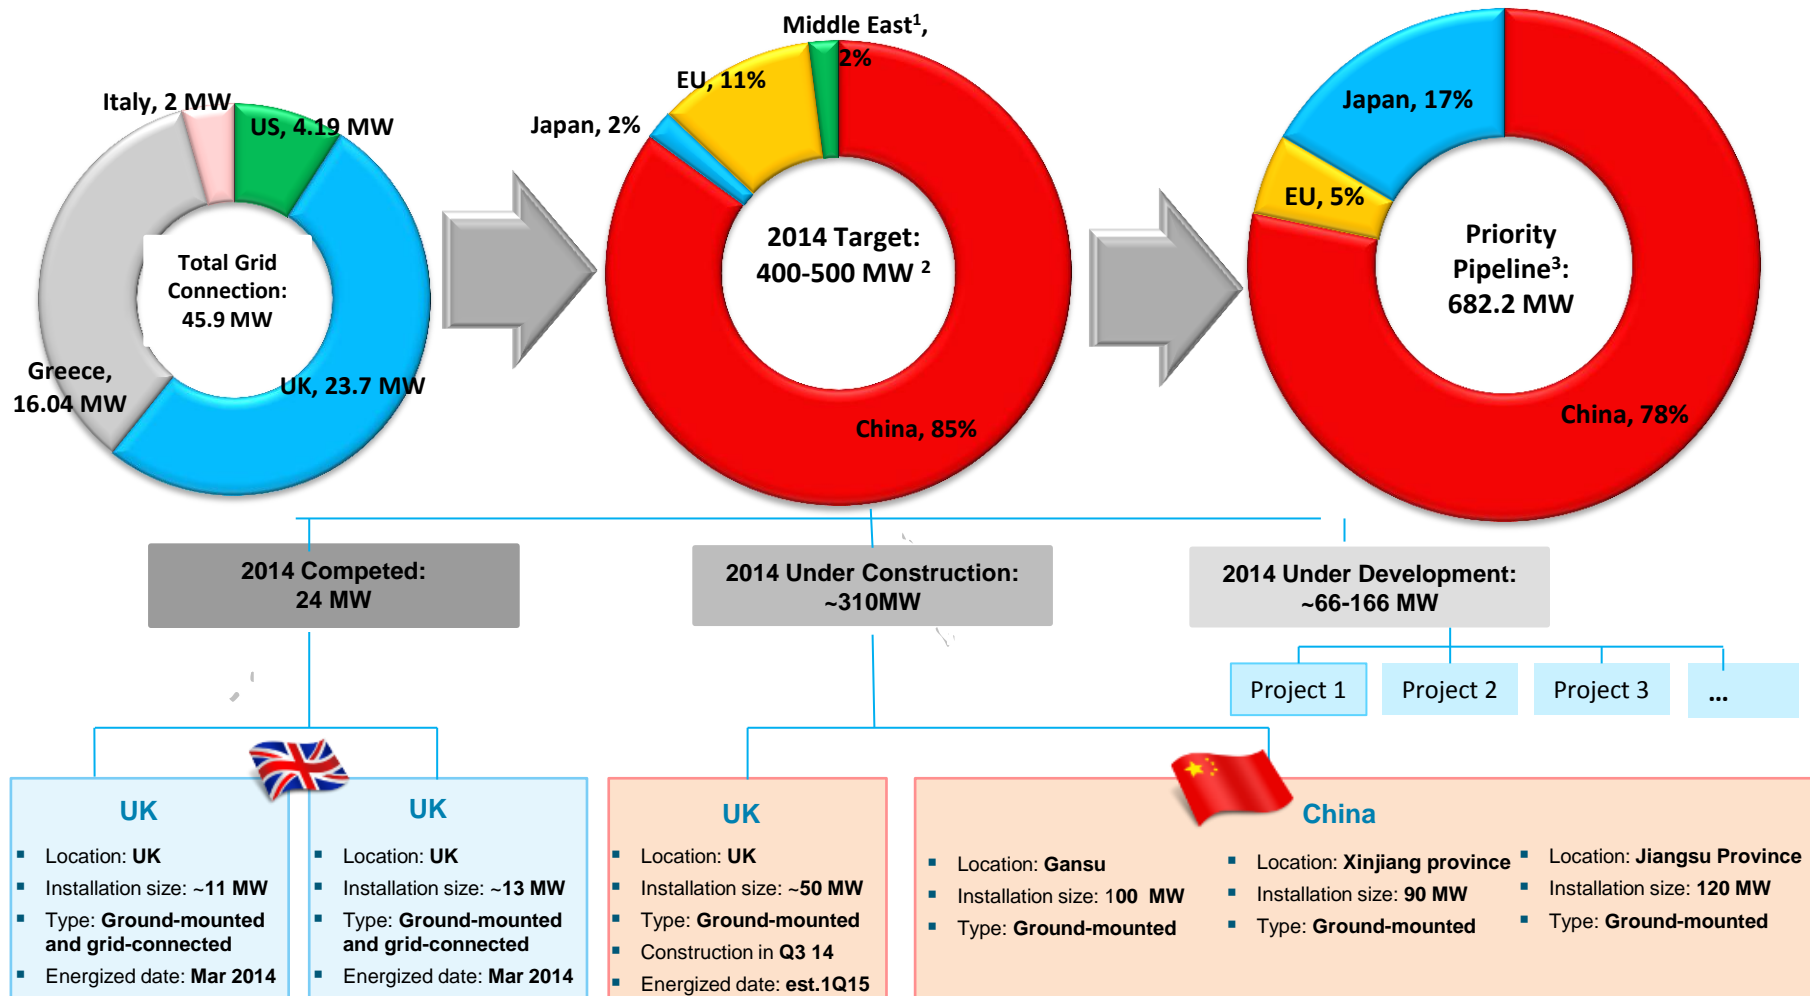 Italy, 2 MW
US, 4.19 MW
Total Grid
Connection:
45.9 MW
Greece,
16.04 MW
UK, 23.7 MW
Middle East¹,
2%
EU, 11%
Japan, 2%
2014 Target:
400-500 MW ²
China, 85%
Japan, 17%
EU, 5%
Priority
Pipeline³:
682.2 MW
China, 78%
2014 Competed:
24 MW
2014 Under Construction:
~310MW
2014 Under Development:
~66-166 MW
Project 1
Project 2
Project 3
...
UK
▪ Location: UK
▪ Installation size: ~11 MW
▪ Type: Ground-mounted
and grid-connected
▪ Energized date: Mar 2014
UK
▪ Location: UK
▪ Installation size: ~13 MW
▪ Type: Ground-mounted
and grid-connected
▪ Energized date: Mar 2014
UK
▪ Location: UK
▪ Installation size: ~50 MW
▪ Type: Ground-mounted
▪ Construction in Q3 14
▪ Energized date: est.1Q15
China
▪ Location: Gansu
▪ Installation size: 100 MW
▪ Type: Ground-mounted
▪ Location: Xinjiang province
▪ Installation size: 90 MW
▪ Type: Ground-mounted
▪ Location: Jiangsu Province
▪ Installation size: 120 MW
▪ Type: Ground-mounted